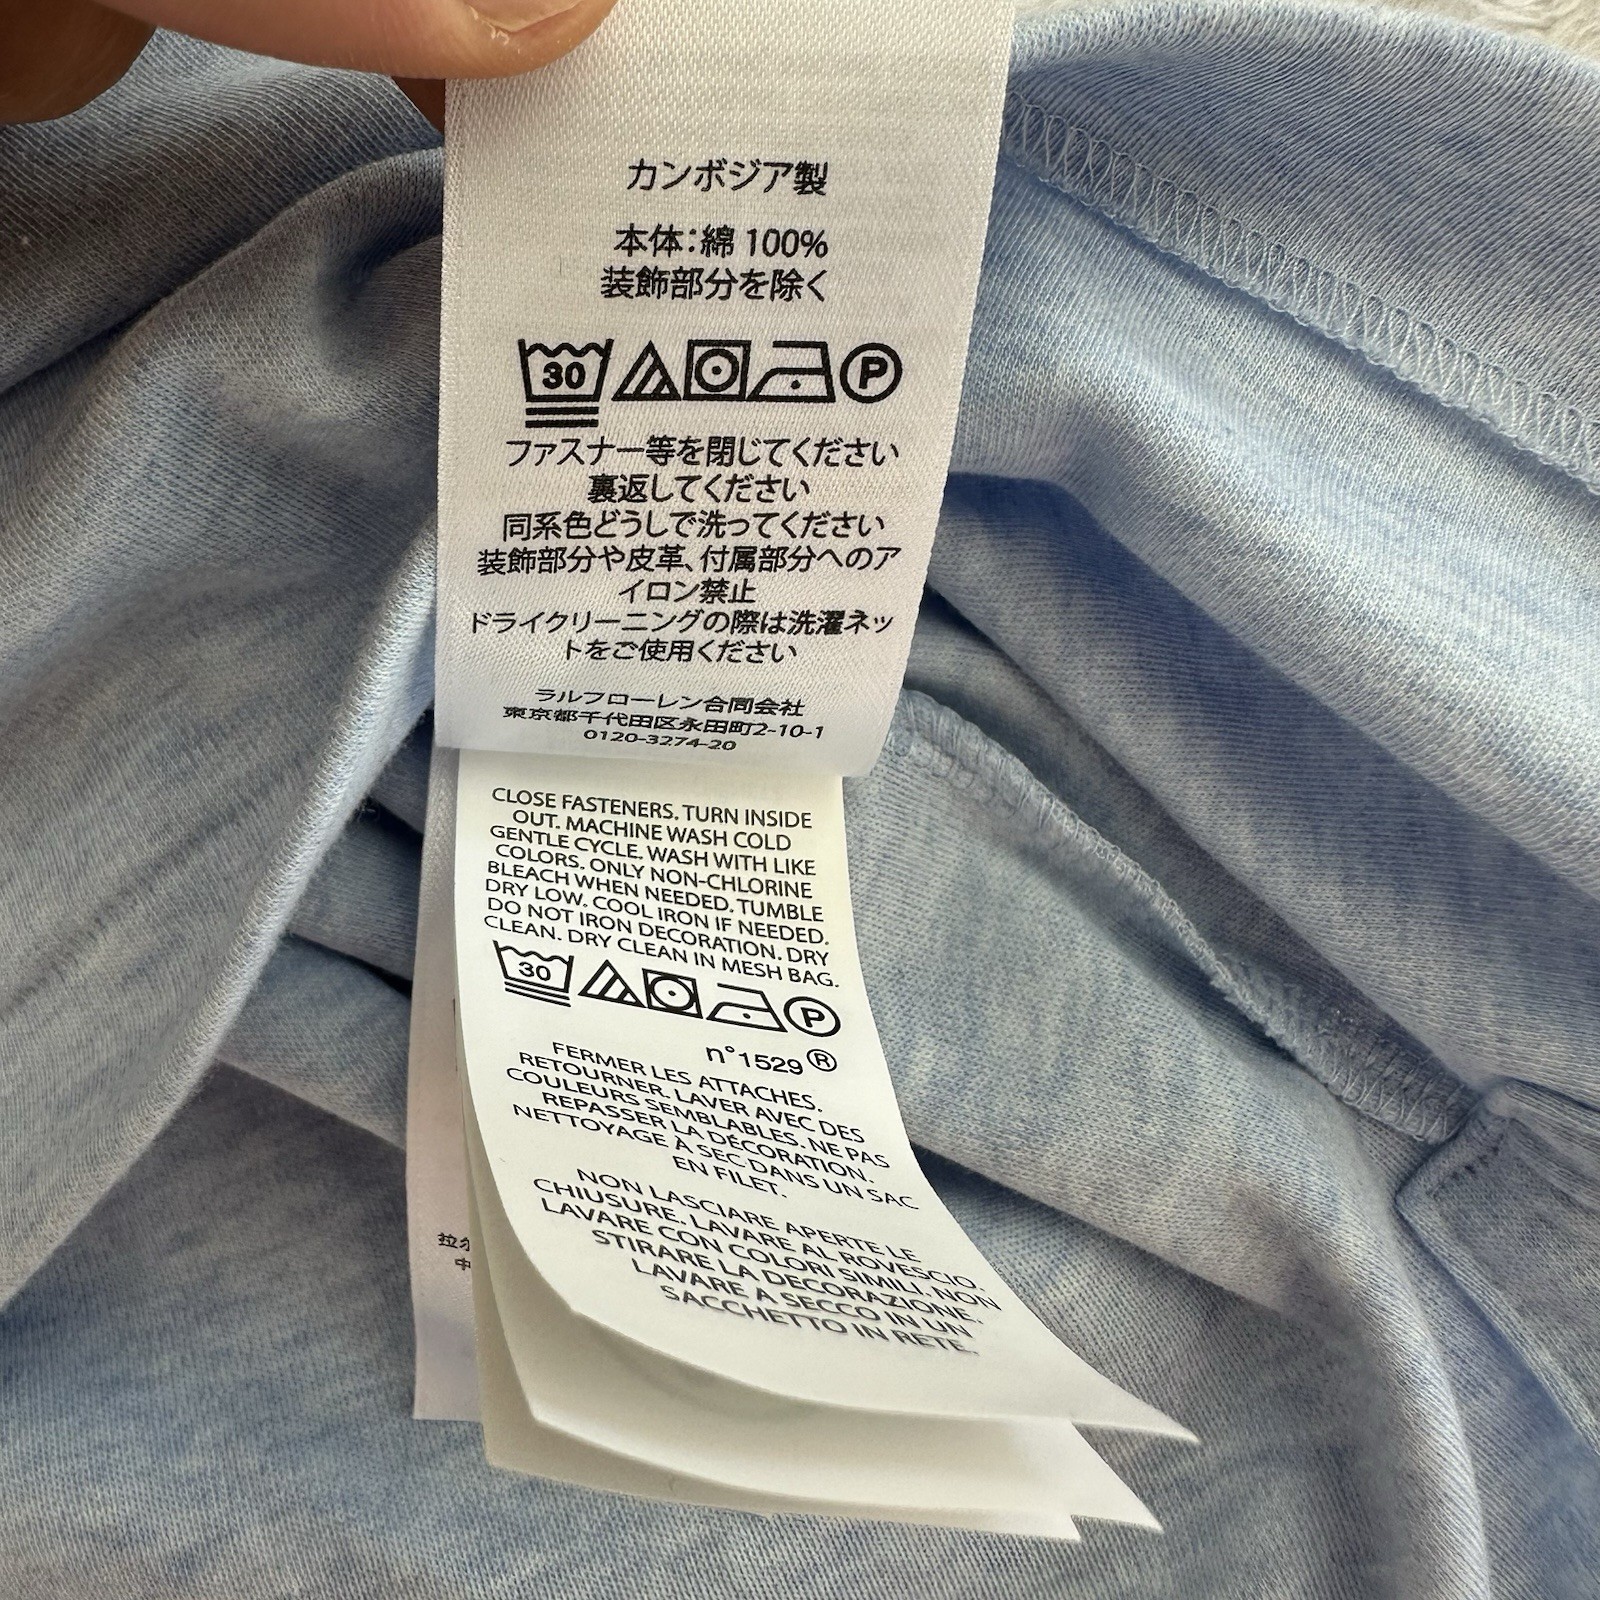 カンボジア製
本体：綿 100%
装飾部分を除く
30 P
ファスナー等を閉じてください
裏返してください
同系色どうしで洗ってください
装飾部分や皮革、付属部分へのア
イロン禁止
ドライクリーニングの際は洗濯ネッ
トをご使用ください
ラルフローレン合同会社
東京都千代田区永田町2-10-1
0120-3274-20
CLOSE FASTENERS. TURN INSIDE
OUT. MACHINE WASH COLD
GENTLE CYCLE. WASH WITH LIKE
COLORS. ONLY NON-CHLORINE
BLEACH WHEN NEEDED. TUMBLE
DRY LOW. COOL IRON IF NEEDED.
DO NOT IRON DECORATION. DRY
CLEAN. DRY CLEAN IN MESH BAG.
30 P
n°1529®
FERMER LES ATTACHES.
RETOURNER. LAVER AVEC DES
COULEURS SEMBLABLES. NE PAS
REPASSER LA DÉCORATION.
NETTOYAGE À SEC DANS UN SAC
EN FILET.
NON LASCIARE APERTE LE
CHIUSURE. LAVARE AL ROVESCIO.
LAVARE CON COLORI SIMILI. NON
STIRARE LA DECORAZIONE.
LAVARE A SECCO IN UN
SACCHETTO IN RETE.